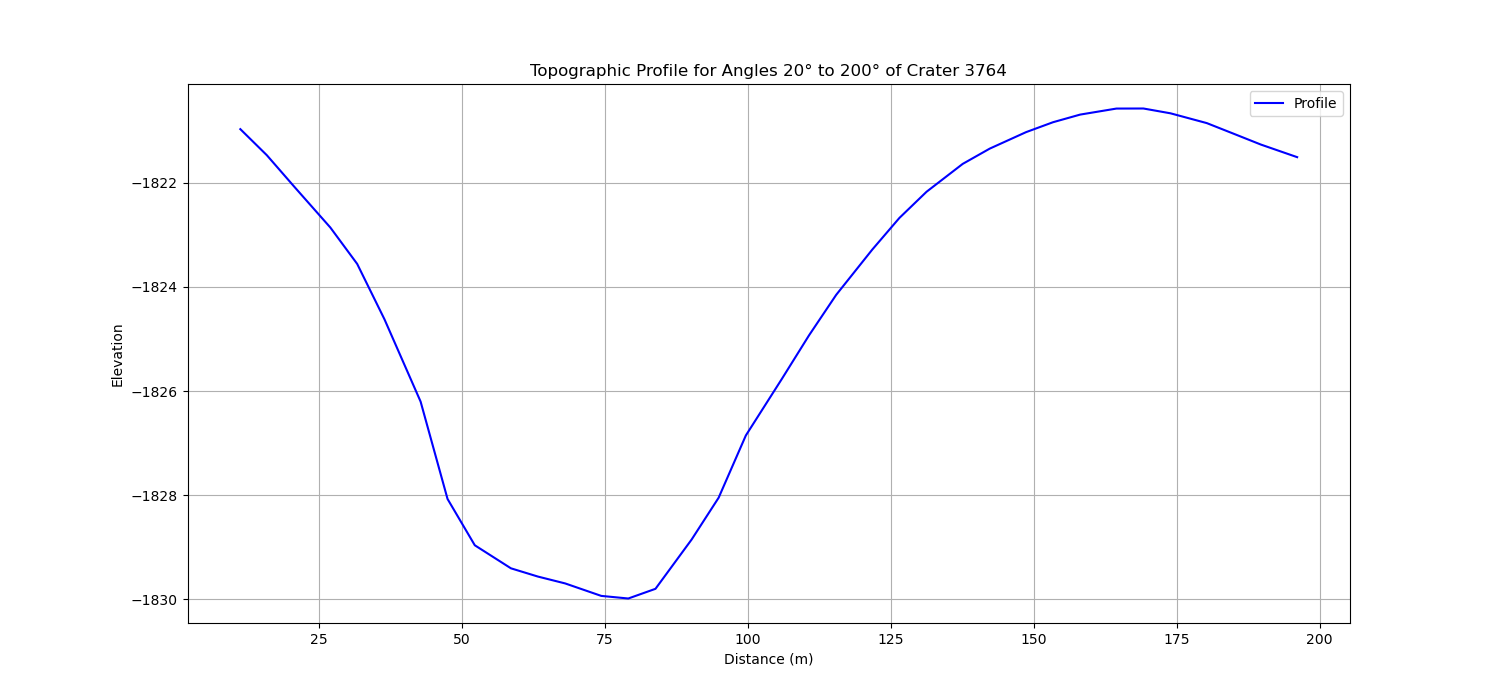 Topographic Profile for Angles 20° to 200° of Crater 3764
Profile
Elevation
−1822
−1824
−1826
−1828
−1830
25 50 75 100 125 150 175 200
Distance (m)